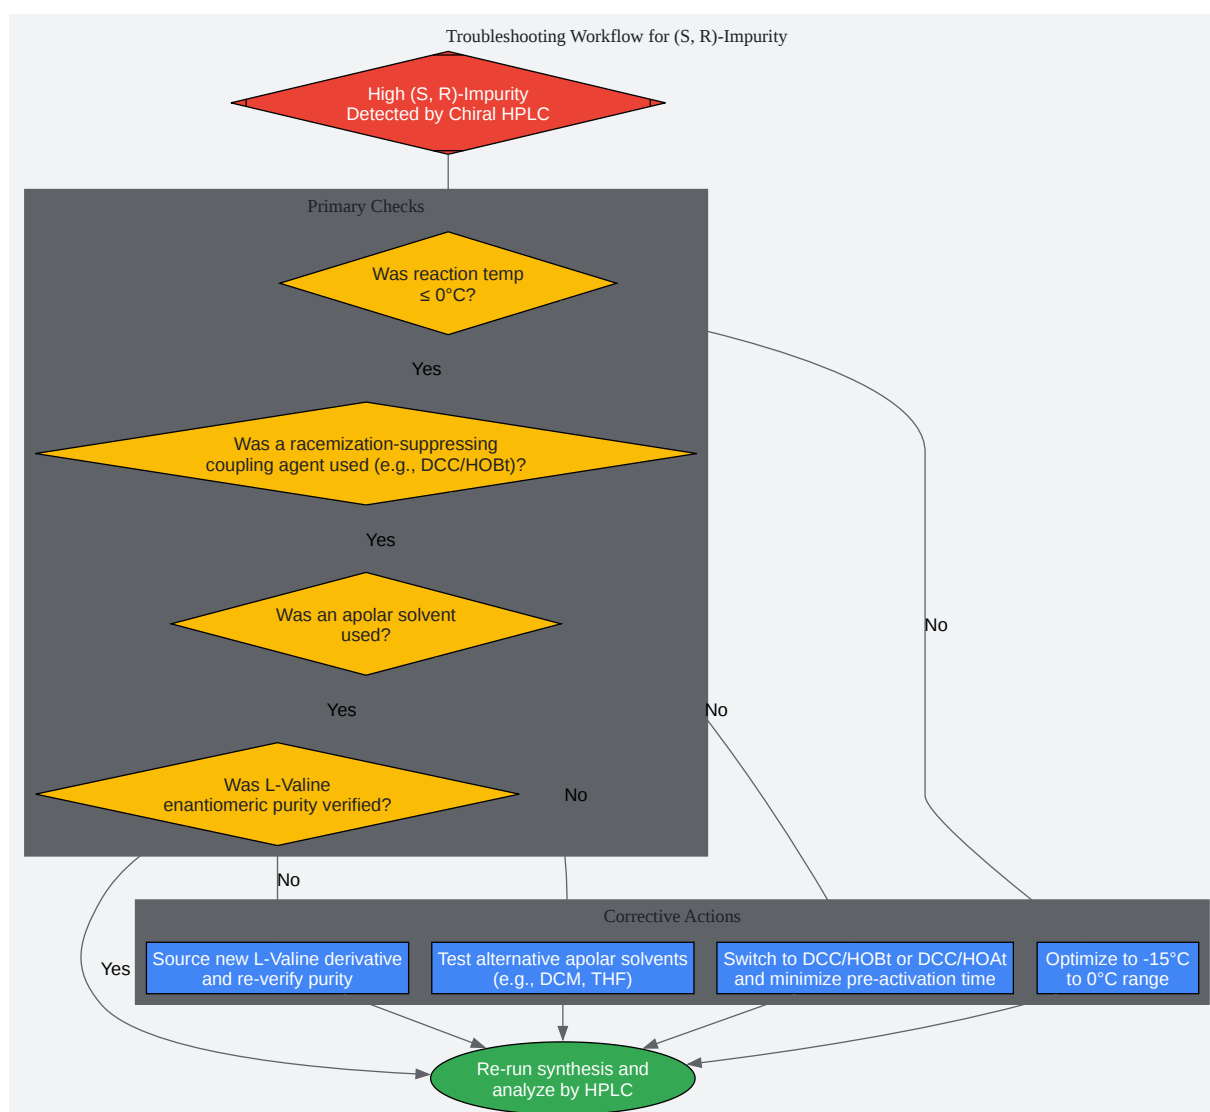 Troubleshooting Workflow for (S, R)-Impurity
High (S, R)-Impurity
Detected by Chiral HPLC
Primary Checks
Was reaction temp
≤ 0°C?
Yes
Was a racemization-suppressing
coupling agent used (e.g., DCC/HOBt)?
Yes
Was an apolar solvent
used?
No
Yes
No
Was L-Valine
enantiomeric purity verified?
No
No
Corrective Actions
Yes
Source new L-Valine derivative
and re-verify purity
Test alternative apolar solvents
(e.g., DCM, THF)
Switch to DCC/HOBt or DCC/HOAt
and minimize pre-activation time
Optimize to -15°C
to 0°C range
Re-run synthesis and
analyze by HPLC